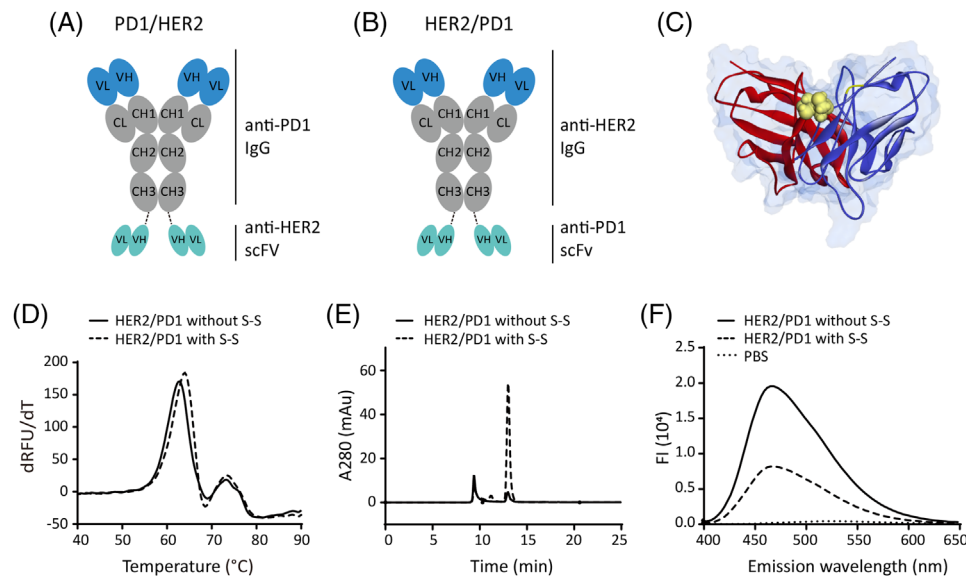 (A)
PD1/HER2
VL
VH
VH
VL
CL
CH1
CH1
CL
CH2
CH2
CH3
CH3
VL
VH
VH
VL
anti-PD1
IgG
anti-HER2
scFV
(B)
HER2/PD1
VL
VH
VH
VL
CL
CH1
CH1
CL
CH2
CH2
CH3
CH3
VL
VH
VH
VL
anti-HER2
IgG
anti-PD1
scFv
(C)
(D)
HER2/PD1 without S-S
HER2/PD1 with S-S
dRFU/dT
200
150
100
50
0
-50
40
50
60
70
80
90
Temperature (°C)
(E)
HER2/PD1 without S-S
HER2/PD1 with S-S
A280 (mAu)
60
40
20
0
0
5
10
15
20
25
Time (min)
(F)
HER2/PD1 without S-S
HER2/PD1 with S-S
PBS
FI (10⁴)
2.5
2.0
1.5
1.0
0.5
0.0
400
450
500
550
600
650
Emission wavelength (nm)